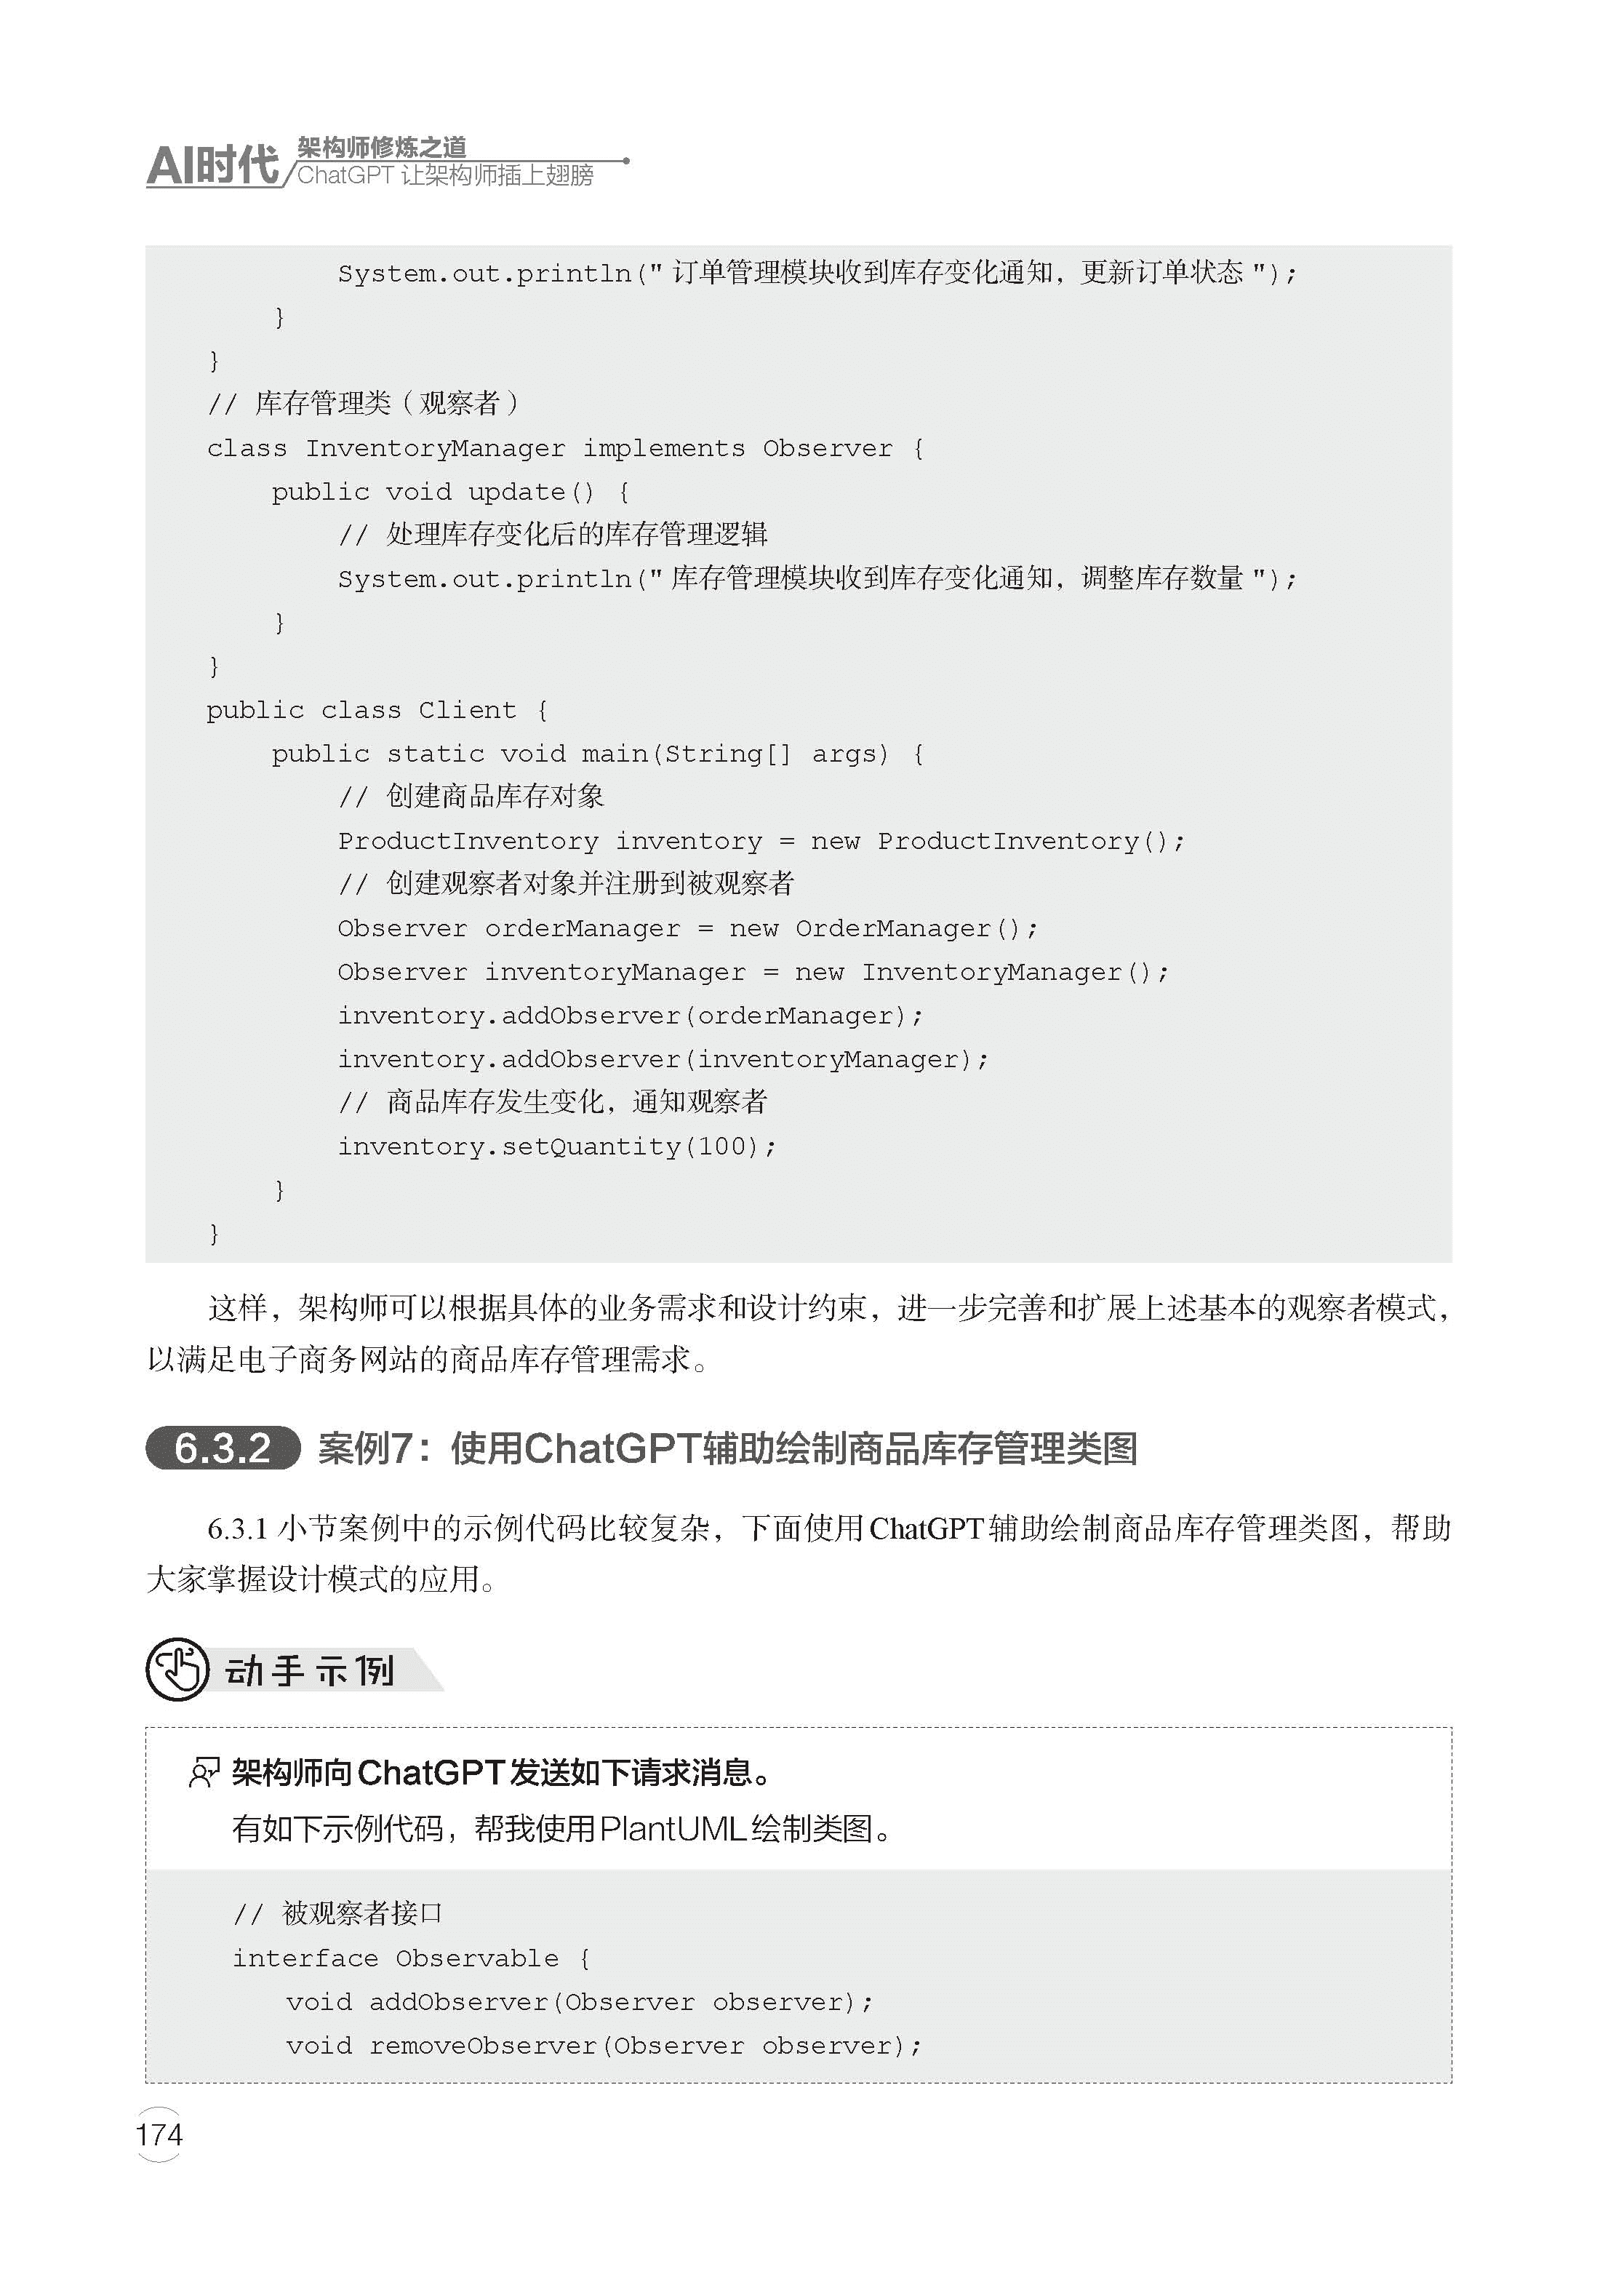 AI时代
架构师修炼之道
ChatGPT 让架构师插上翅膀
System.out.println(" 订单管理模块收到库存变化通知，更新订单状态 ");
}
}
// 库存管理类（观察者）
class InventoryManager implements Observer {
public void update() {
// 处理库存变化后的库存管理逻辑
System.out.println(" 库存管理模块收到库存变化通知，调整库存数量 ");
}
}
public class Client {
public static void main(String[] args) {
// 创建商品库存对象
ProductInventory inventory = new ProductInventory();
// 创建观察者对象并注册到被观察者
Observer orderManager = new OrderManager();
Observer inventoryManager = new InventoryManager();
inventory.addObserver(orderManager);
inventory.addObserver(inventoryManager);
// 商品库存发生变化，通知观察者
inventory.setQuantity(100);
}
}
这样，架构师可以根据具体的业务需求和设计约束，进一步完善和扩展上述基本的观察者模式，
以满足电子商务网站的商品库存管理需求。
6.3.2 案例7：使用ChatGPT辅助绘制商品库存管理类图
6.3.1 小节案例中的示例代码比较复杂，下面使用ChatGPT辅助绘制商品库存管理类图，帮助
大家掌握设计模式的应用。
动手示例
架构师向ChatGPT发送如下请求消息。
有如下示例代码，帮我使用PlantUML绘制类图。
// 被观察者接口
interface Observable {
void addObserver(Observer observer);
void removeObserver(Observer observer);
174